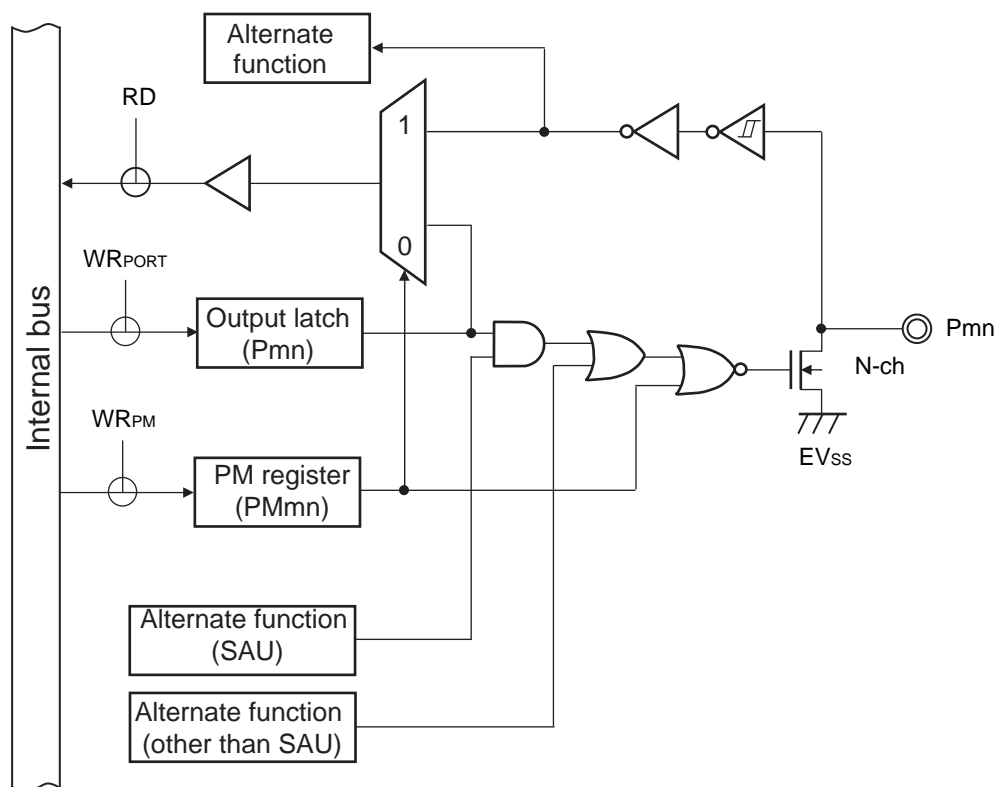 Alternate
function
RD
1
0
WRPORT
Output latch
(Pmn)
Pmn
N-ch
EVSS
WRPM
PM register
(PMmn)
Internal bus
Alternate function
(SAU)
Alternate function
(other than SAU)